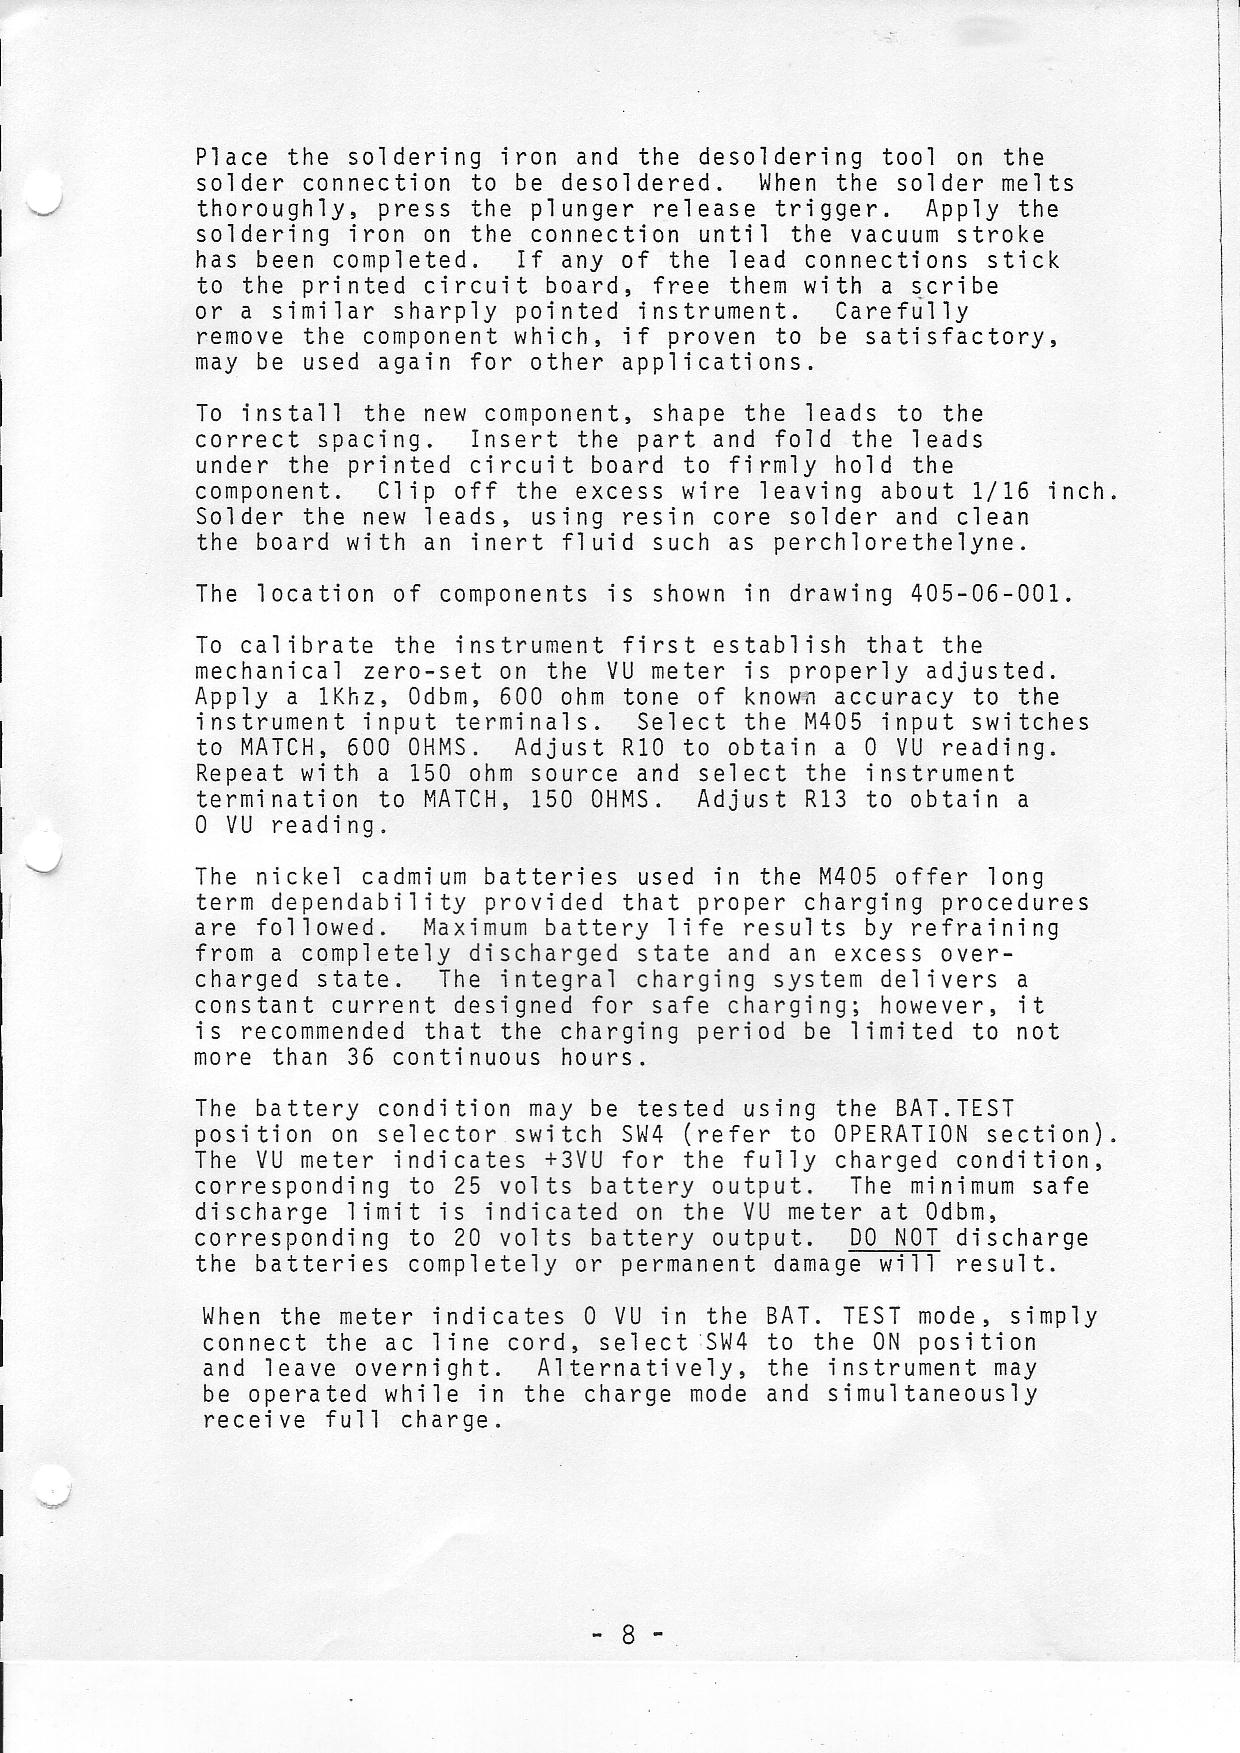 Place the soldering iron and the desoldering tool on the
solder connection to be desoldered.  When the solder melts
thoroughly, press the plunger release trigger.  Apply the
soldering iron on the connection until the vacuum stroke
has been completed.  If any of the lead connections stick
to the printed circuit board, free them with a scribe
or a similar sharply pointed instrument.  Carefully
remove the component which, if proven to be satisfactory,
may be used again for other applications.

To install the new component, shape the leads to the
correct spacing.  Insert the part and fold the leads
under the printed circuit board to firmly hold the
component.  Clip off the excess wire leaving about 1/16 inch.
Solder the new leads, using resin core solder and clean
the board with an inert fluid such as perchlorethelyne.

The location of components is shown in drawing 405-06-001.

To calibrate the instrument first establish that the
mechanical zero-set on the VU meter is properly adjusted.
Apply a 1Khz, 0dbm, 600 ohm tone of known accuracy to the
instrument input terminals.  Select the M405 input switches
to MATCH, 600 OHMS.  Adjust R10 to obtain a 0 VU reading.
Repeat with a 150 ohm source and select the instrument
termination to MATCH, 150 OHMS.  Adjust R13 to obtain a
0 VU reading.

The nickel cadmium batteries used in the M405 offer long
term dependability provided that proper charging procedures
are followed.  Maximum battery life results by refraining
from a completely discharged state and an excess over-
charged state.  The integral charging system delivers a
constant current designed for safe charging; however, it
is recommended that the charging period be limited to not
more than 36 continuous hours.

The battery condition may be tested using the BAT.TEST
position on selector switch SW4 (refer to OPERATION section).
The VU meter indicates +3VU for the fully charged condition,
corresponding to 25 volts battery output.  The minimum safe
discharge limit is indicated on the VU meter at 0dbm,
corresponding to 20 volts battery output.  DO NOT discharge
the batteries completely or permanent damage will result.

When the meter indicates 0 VU in the BAT. TEST mode, simply
connect the ac line cord, select SW4 to the ON position
and leave overnight.  Alternatively, the instrument may
be operated while in the charge mode and simultaneously
receive full charge.

- 8 -